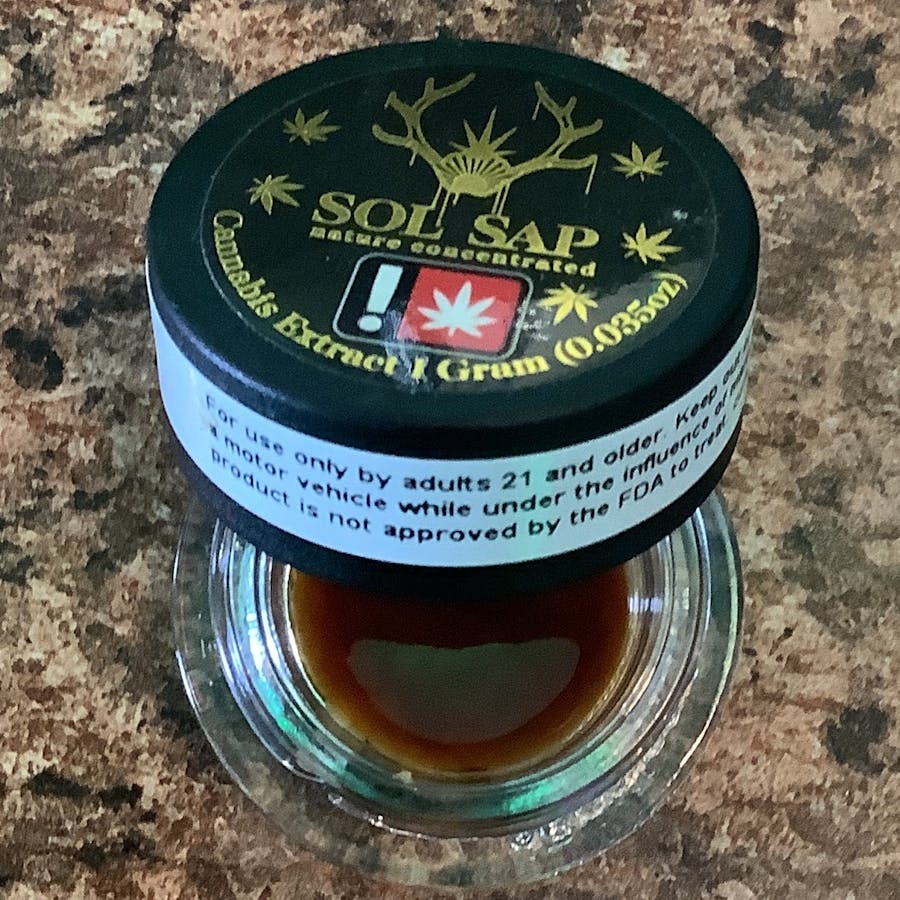 SOL SAP
nature concentrated
!
Cannabis Extract 1 Gram (0.035oz)
For use only by adults 21 and older. Keep out
a motor vehicle while under the influence of
product is not approved by the FDA to treat